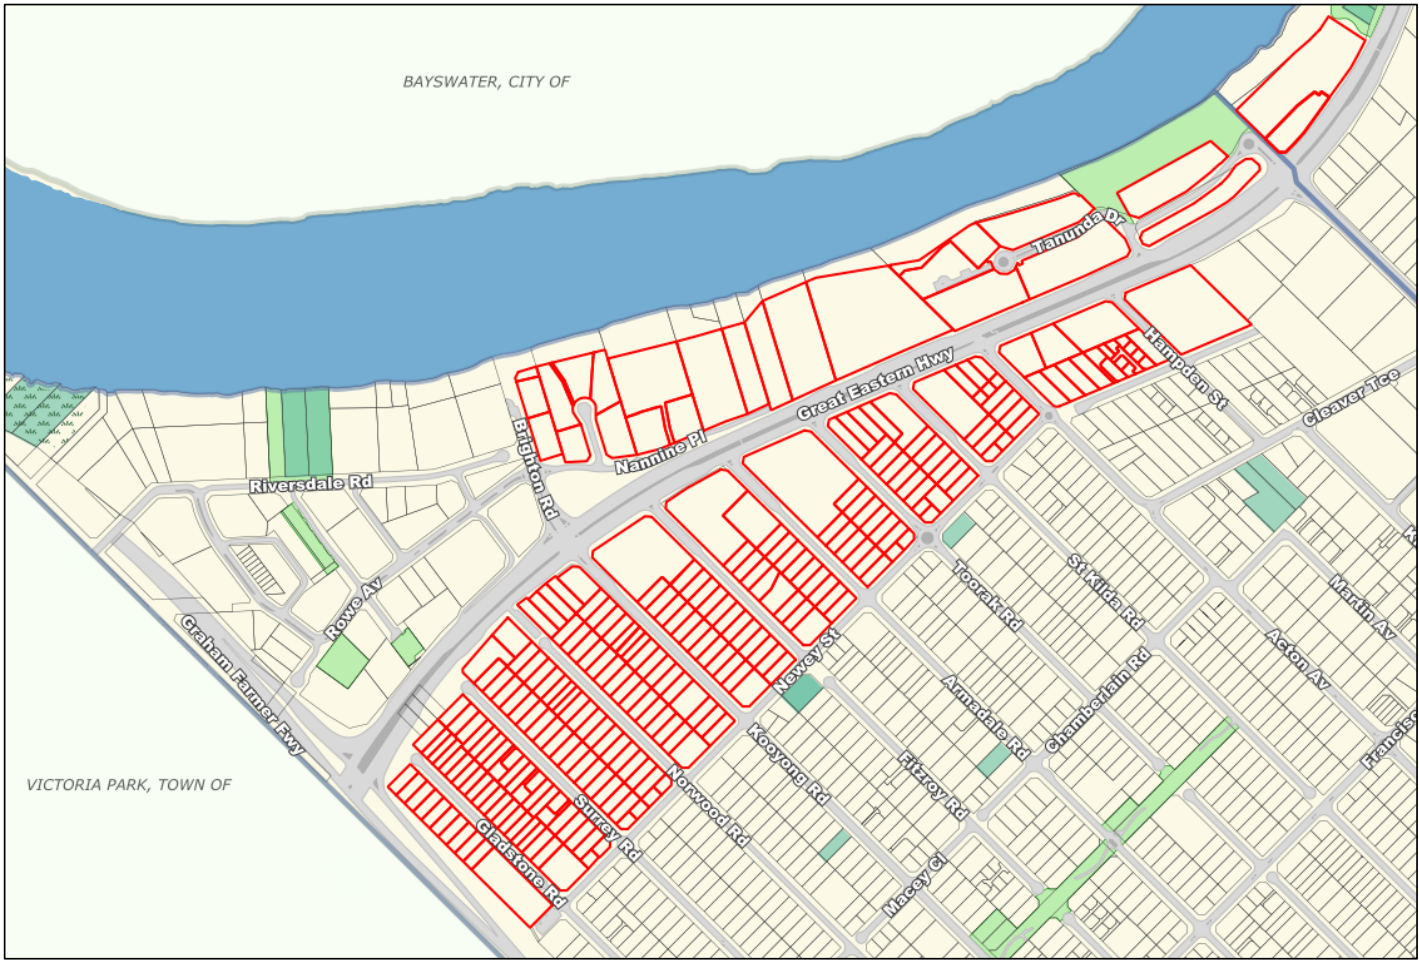 BAYSWATER, CITY OF
Tanunda Dr
Hampden St
Great Eastern Hwy
Cleaver Tce
Brighton Rd
Nannine Pl
Riversdale Rd
Rowe Av
Graham Farmer Fwy
Toorak Rd
St Kilda Rd
Martin Av
Acton Av
Newey St
Armadale Rd
Chamberlain Rd
Kooyong Rd
Fitzroy Rd
Norwood Rd
Surrey Rd
Gladstone Rd
Macey Cl
Francisc
K
VICTORIA PARK, TOWN OF